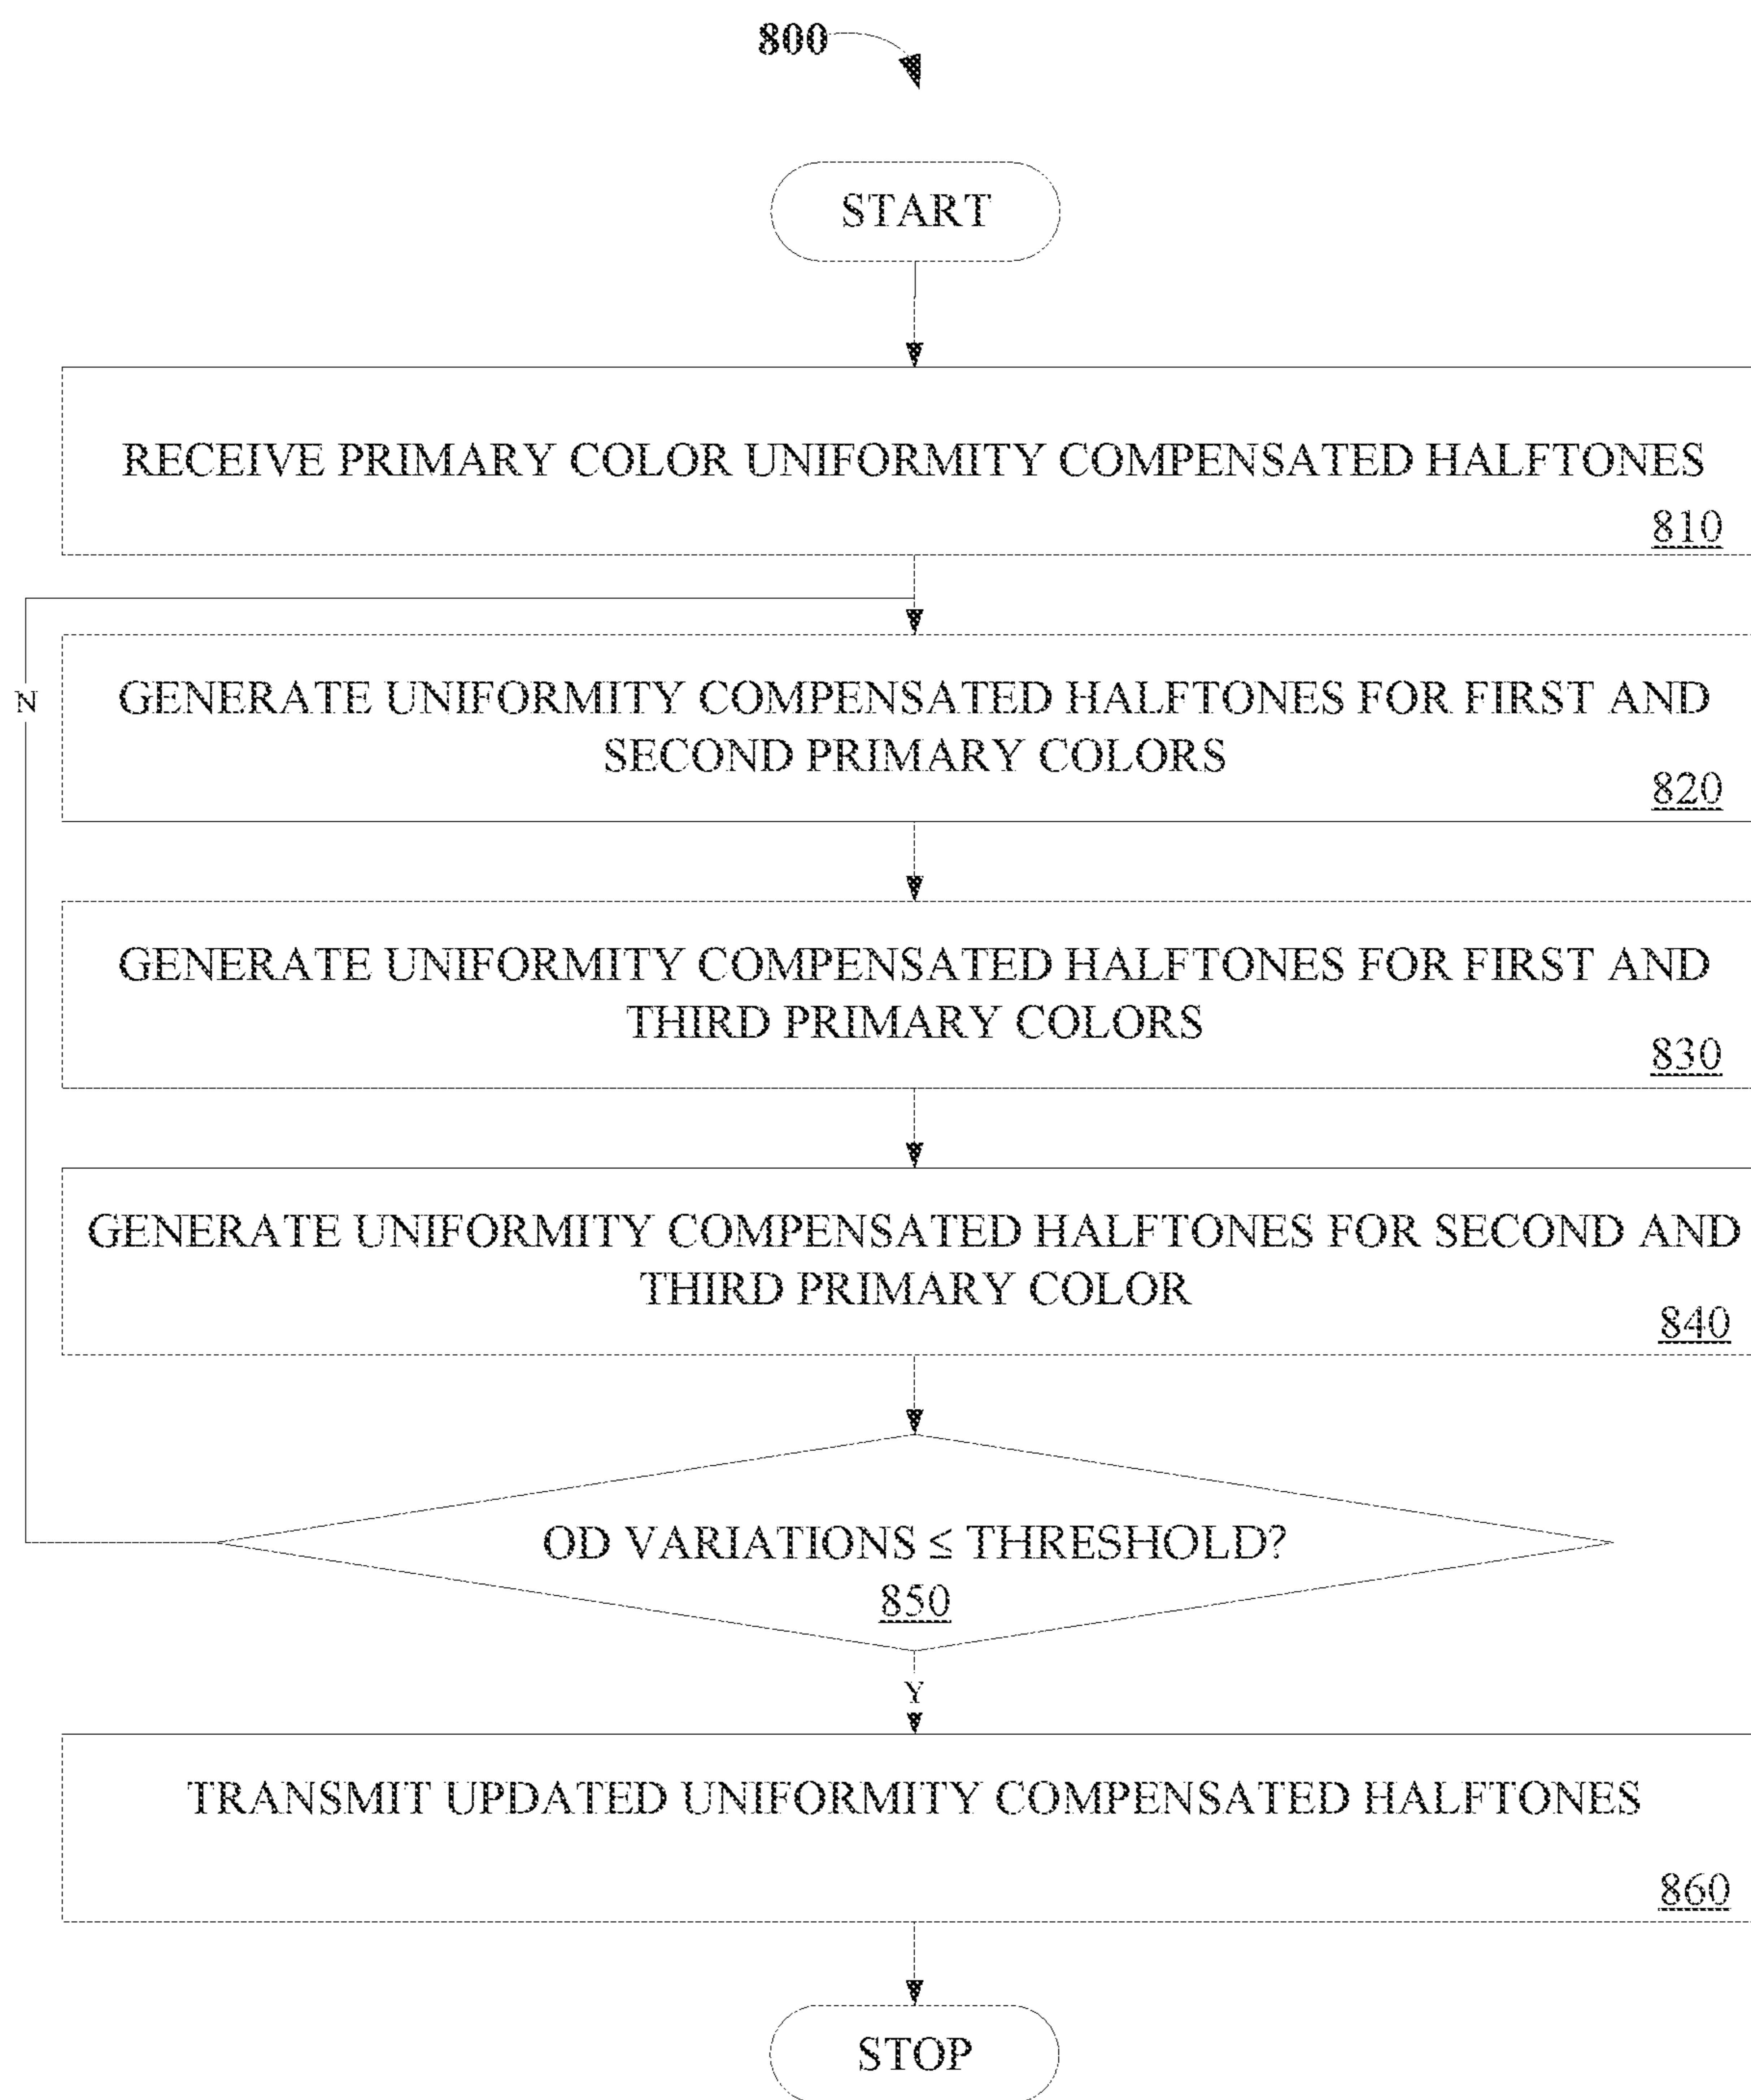 800
START
RECEIVE PRIMARY COLOR UNIFORMITY COMPENSATED HALFTONES
810
N
GENERATE UNIFORMITY COMPENSATED HALFTONES FOR FIRST AND
SECOND PRIMARY COLORS
820
GENERATE UNIFORMITY COMPENSATED HALFTONES FOR FIRST AND
THIRD PRIMARY COLORS
830
GENERATE UNIFORMITY COMPENSATED HALFTONES FOR SECOND AND
THIRD PRIMARY COLOR
840
OD VARIATIONS ≤ THRESHOLD?
850
Y
TRANSMIT UPDATED UNIFORMITY COMPENSATED HALFTONES
860
STOP